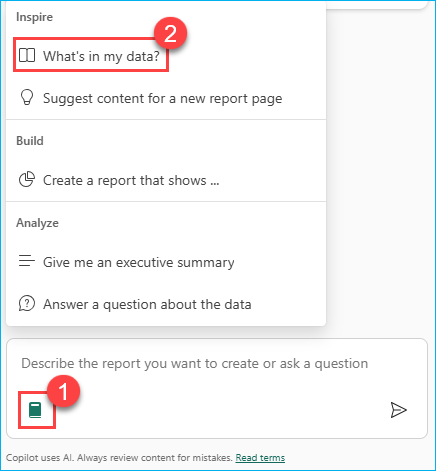 Inspire
2
What's in my data?
Suggest content for a new report page
Build
Create a report that shows ...
Analyze
Give me an executive summary
Answer a question about the data
Describe the report you want to create or ask a question
1
Copilot uses AI. Always review content for mistakes. Read terms